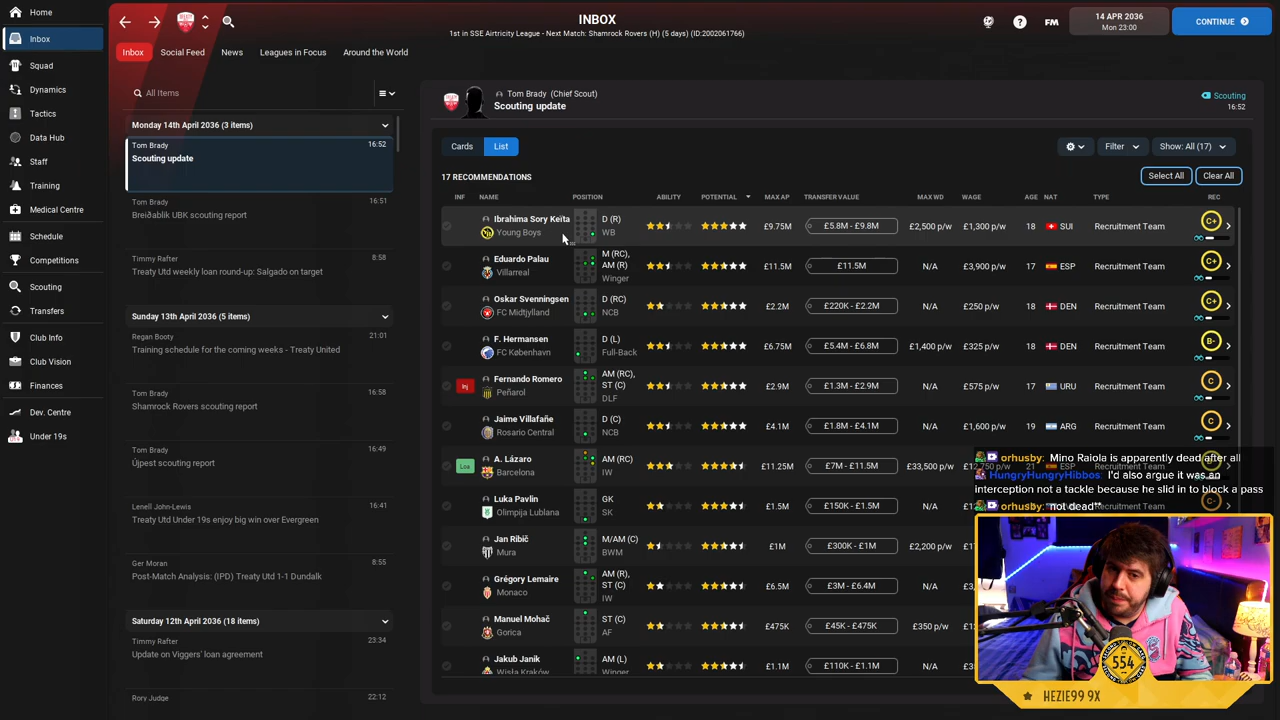 Home
Inbox
Squad
Dynamics
Tactics
Data Hub
Staff
Training
Medical Centre
Schedule
Competitions
Scouting
Transfers
Club Info
Club Vision
Finances
Dev. Centre
Under 19s
INBOX
1st in SSE Airtricity League - Next Match: Shamrock Rovers (H) (5 days) (ID:2002061766)
FM
14 APR 2036
Mon 23:00
CONTINUE
Inbox Social Feed News Leagues in Focus Around the World
All Items
Monday 14th April 2036 (3 items)
Tom Brady 16:52
Scouting update
Tom Brady 16:51
Breiðablik UBK scouting report
Timmy Rafter 8:58
Treaty Utd weekly loan round-up: Salgado on target
Sunday 13th April 2036 (5 items)
Regan Booty 21:01
Training schedule for the coming weeks - Treaty United
Tom Brady 16:58
Shamrock Rovers scouting report
Tom Brady 16:49
Újpest scouting report
Lenell John-Lewis 16:41
Treaty Utd Under 19s enjoy big win over Evergreen
Ger Moran 8:55
Post-Match Analysis: (IPD) Treaty Utd 1-1 Dundalk
Saturday 12th April 2036 (18 items)
Timmy Rafter 23:34
Update on Viggers' loan agreement
Rory Judge 22:12
Tom Brady (Chief Scout)
Scouting update
Scouting
16:52
Cards List
Filter Show: All (17)
17 RECOMMENDATIONS
Select All Clear All
INF NAME POSITION ABILITY POTENTIAL MAX AP TRANSFER VALUE MAX WD WAGE AGE NAT TYPE REC
Ibrahima Sory Keïta D (R) £9.75M £5.8M - £9.8M £2,500 p/w £1,300 p/w 18 SUI Recruitment Team C+
Young Boys WB
Eduardo Palau M (RC), AM (R) £11.5M £11.5M N/A £3,900 p/w 17 ESP Recruitment Team C+
Villarreal Winger
Oskar Svenningsen D (RC) £2.2M £220K - £2.2M N/A £250 p/w 18 DEN Recruitment Team C+
FC Midtjylland NCB
F. Hermansen D (L) £6.75M £5.4M - £6.8M £1,400 p/w £325 p/w 18 DEN Recruitment Team B-
FC København Full-Back
Inj Fernando Romero AM (RC), ST (C) £2.9M £1.3M - £2.9M N/A £575 p/w 17 URU Recruitment Team C
Peñarol DLF
Jaime Villafañe D (C) £4.1M £1.8M - £4.1M N/A £1,600 p/w 19 ARG Recruitment Team C
Rosario Central NCB
Loa A. Lázaro AM (RC) £11.25M £7M - £11.5M £33,500 p/w £12,750 p/w 21 ESP Recruitment Team
Barcelona IW
Luka Pavlin GK £1.5M £150K - £1.5M N/A
Olimpija Lublana SK
Jan Ribič M/AM (C) £1M £300K - £1M £2,200 p/w
Mura BWM
Grégory Lemaire AM (R), ST (C) £6.5M £3M - £6.4M N/A
Monaco IW
Manuel Mohač ST (C) £475K £45K - £475K £350 p/w
Gorica AF
Jakub Janik AM (L) £1.1M £110K - £1.1M N/A
Wisła Kraków Winger
orhusby: Mino Raiola is apparently dead after all
HungryHungryHibbos: I'd also argue it was an
interception not a tackle because he slid in to block a pass
orhusby: *not dead**
554
HEZIE99 9X